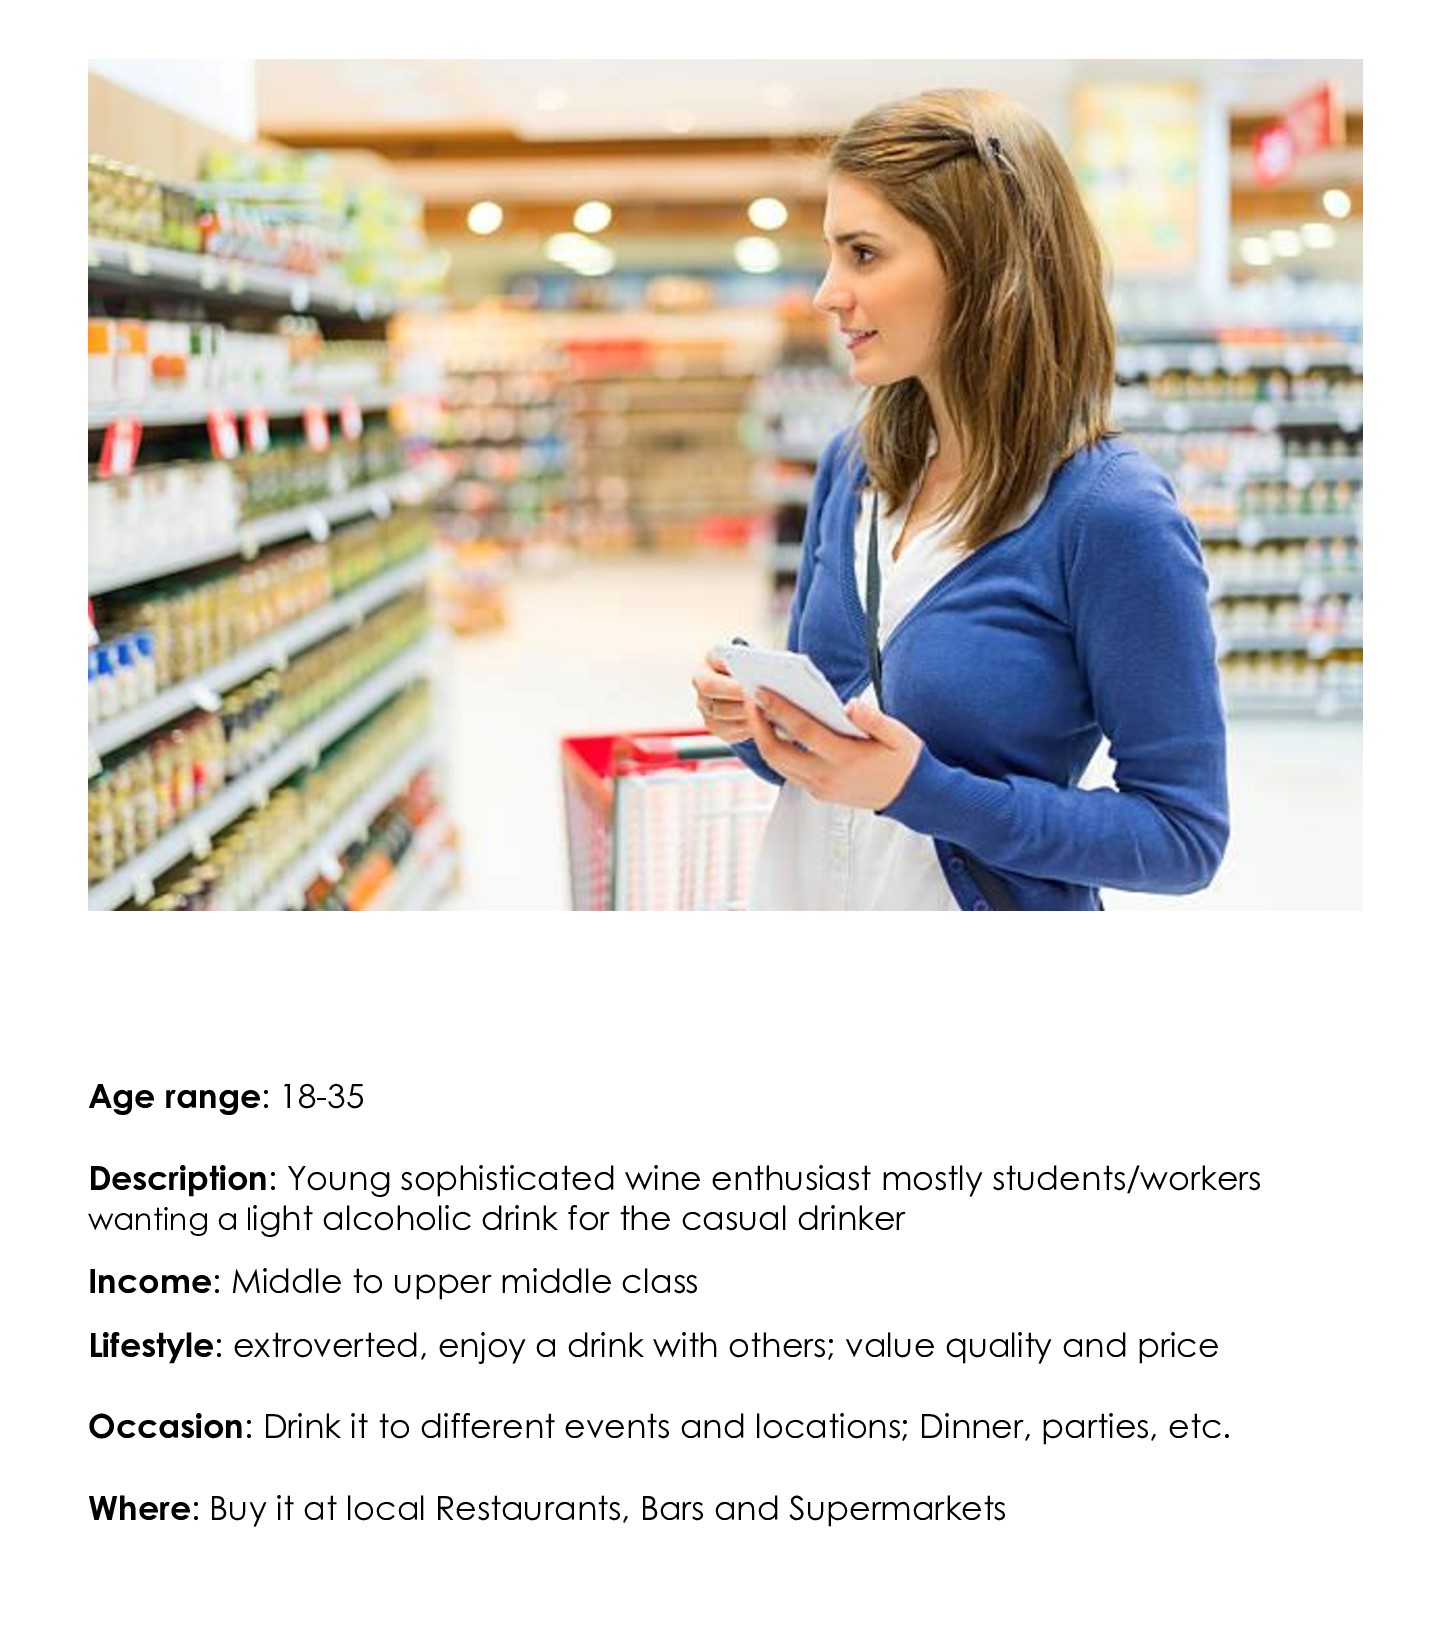 Age range: 18-35
Description: Young sophisticated wine enthusiast mostly students/workers
wanting a light alcoholic drink for the casual drinker
Income: Middle to upper middle class
Lifestyle: extroverted, enjoy a drink with others; value quality and price
Occasion: Drink it to different events and locations; Dinner, parties, etc.
Where: Buy it at local Restaurants, Bars and Supermarkets